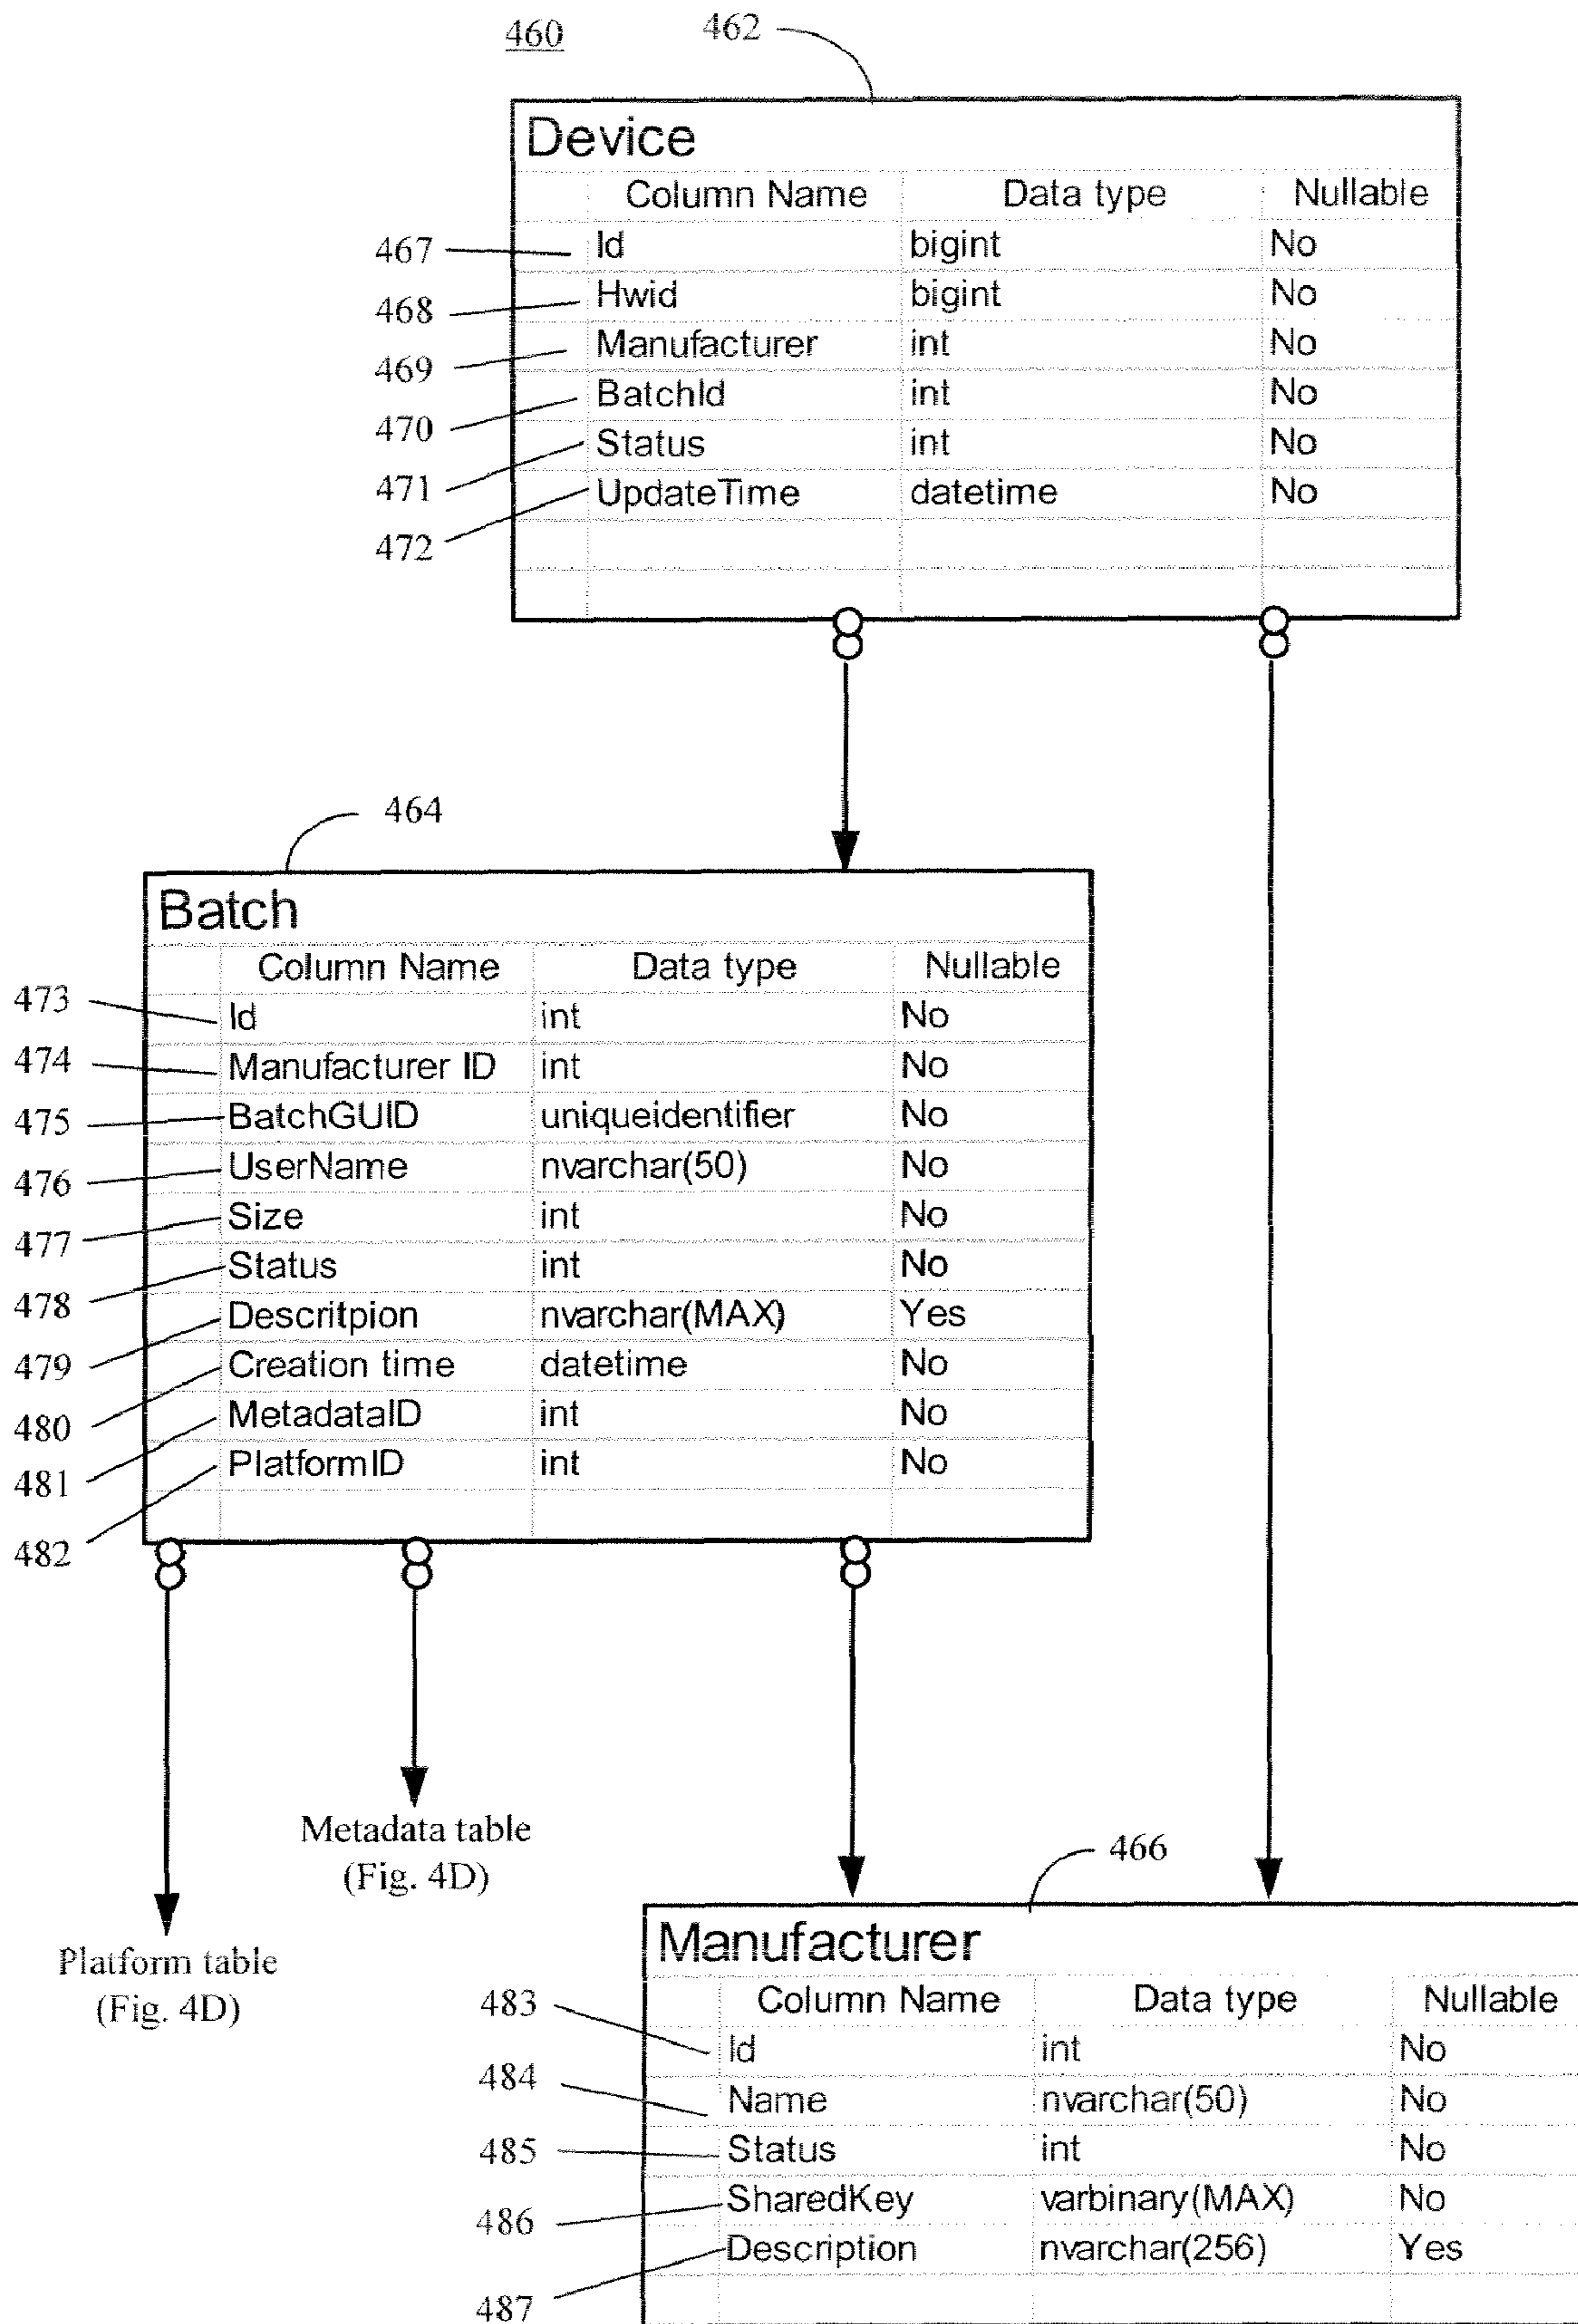 460
462
Device
Column Name Data type Nullable
467 Id bigint No
468 Hwid bigint No
469 Manufacturer int No
470 BatchId int No
471 Status int No
472 UpdateTime datetime No
464
Batch
Column Name Data type Nullable
473 Id int No
474 Manufacturer ID int No
475 BatchGUID uniqueidentifier No
476 UserName nvarchar(50) No
477 Size int No
478 Status int No
479 Descritpion nvarchar(MAX) Yes
480 Creation time datetime No
481 MetadataID int No
482 PlatformID int No
Metadata table
(Fig. 4D)
Platform table
(Fig. 4D)
466
Manufacturer
Column Name Data type Nullable
483 Id int No
484 Name nvarchar(50) No
485 Status int No
486 SharedKey varbinary(MAX) No
487 Description nvarchar(256) Yes